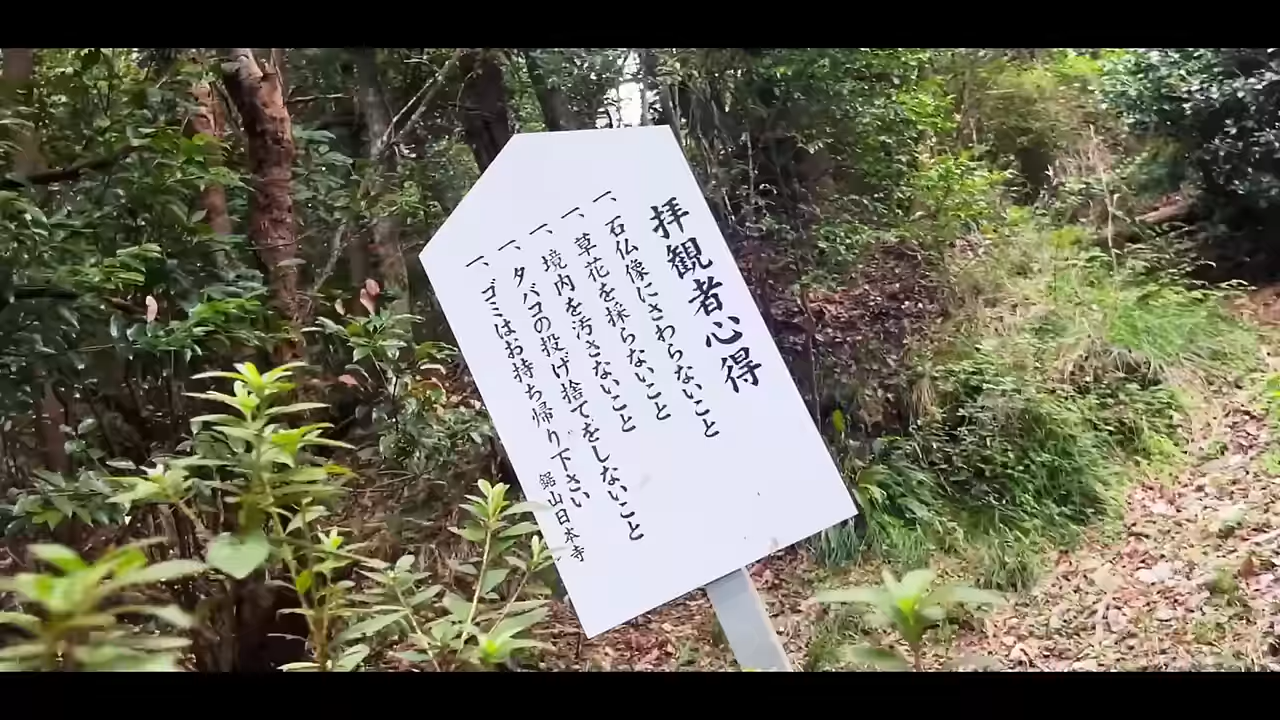 拝観者心得
一、石仏像にさわらないこと
一、草花を採らないこと
一、境内を汚さないこと
一、タバコの投げ捨てをしないこと
一、ゴミはお持ち帰り下さい
鋸山日本寺